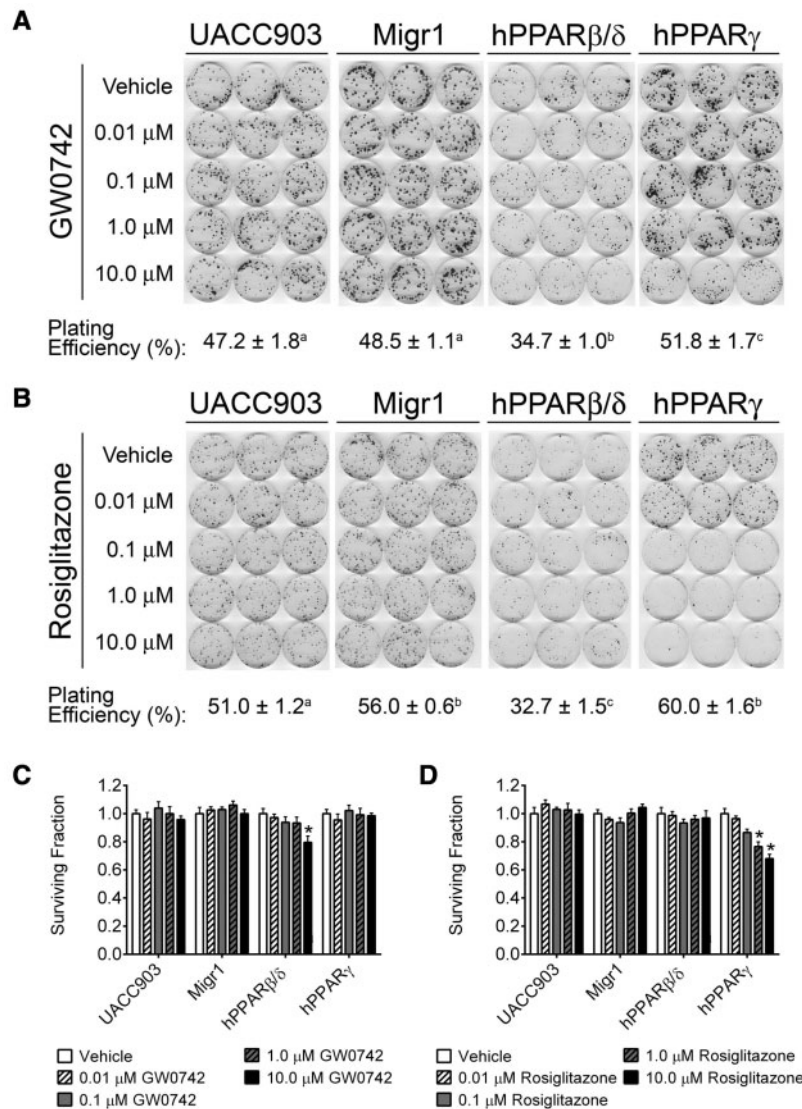 A
UACC903 Migr1 hPPARβ/δ hPPARγ
GW0742
Vehicle
0.01 μM
0.1 μM
1.0 μM
10.0 μM
Plating
Efficiency (%): 47.2 ± 1.8ᵃ 48.5 ± 1.1ᵃ 34.7 ± 1.0ᵇ 51.8 ± 1.7ᶜ
B
UACC903 Migr1 hPPARβ/δ hPPARγ
Rosiglitazone
Vehicle
0.01 μM
0.1 μM
1.0 μM
10.0 μM
Plating
Efficiency (%): 51.0 ± 1.2ᵃ 56.0 ± 0.6ᵇ 32.7 ± 1.5ᶜ 60.0 ± 1.6ᵇ
C
Surviving Fraction
1.2
1.0
0.8
0.6
0.4
0.2
0.0
*
UACC903 Migr1 hPPARβ/δ hPPARγ
Vehicle 1.0 μM GW0742
0.01 μM GW0742 10.0 μM GW0742
0.1 μM GW0742
D
Surviving Fraction
1.2
1.0
0.8
0.6
0.4
0.2
0.0
* *
UACC903 Migr1 hPPARβ/δ hPPARγ
Vehicle 1.0 μM Rosiglitazone
0.01 μM Rosiglitazone 10.0 μM Rosiglitazone
0.1 μM Rosiglitazone